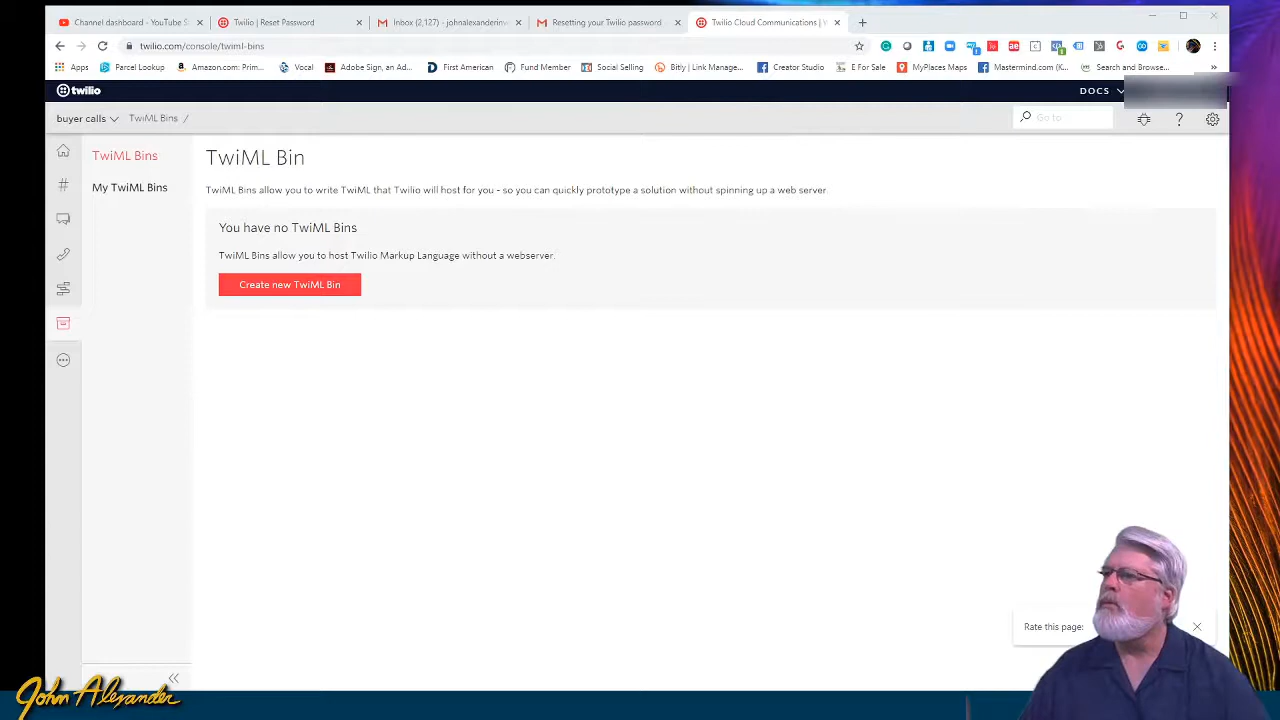 Channel dashboard - YouTube S
Twilio | Reset Password
Inbox (2,127) - johnalexanderinv
Resetting your Twilio password
Twilio Cloud Communications |
twilio.com/console/twiml-bins
Apps
Parcel Lookup
Amazon.com: Prim...
Vocal
Adobe Sign, an Ad...
First American
Fund Member
Social Selling
Bitly | Link Manage...
Creator Studio
E For Sale
MyPlaces Maps
Mastermind.com (K...
Search and Browse...
twilio
DOCS
buyer calls
TwiML Bins /
Go to
TwiML Bins
My TwiML Bins
TwiML Bin
TwiML Bins allow you to write TwiML that Twilio will host for you - so you can quickly prototype a solution without spinning up a web server
You have no TwiML Bins
TwiML Bins allow you to host Twilio Markup Language without a webserver.
Create new TwiML Bin
Rate this page:
John Alexander